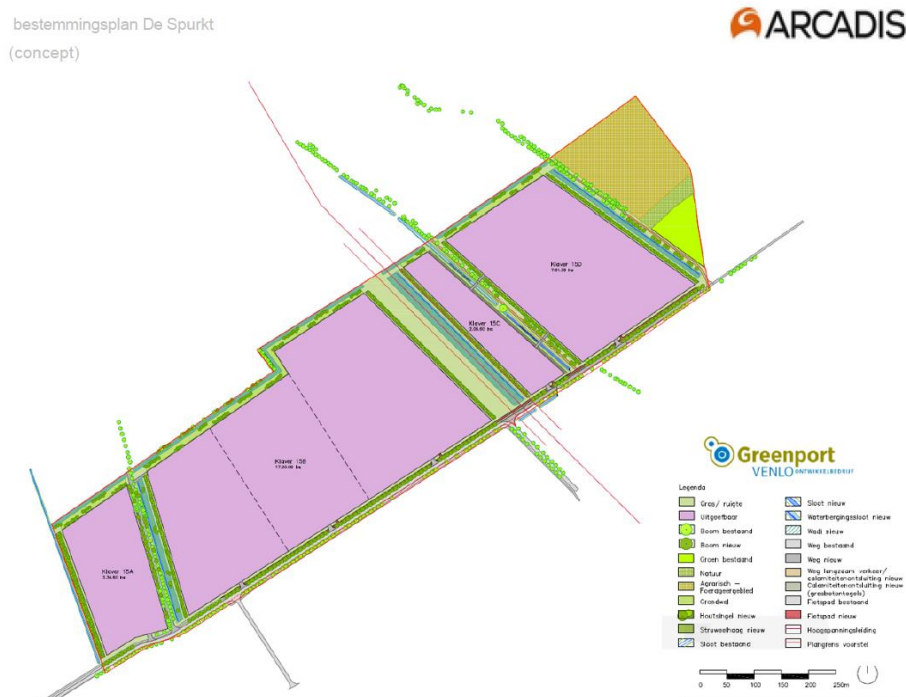 bestemmingsplan De Spurkt
(concept)
ARCADIS
Klaver 15D
Klaver 15C
Klaver 15B
Klaver 15A
Greenport
VENLO ONTWIKKELBEDRIJF
Legenda
Gras/ ruigte
Uitgeefbaar
Boom bestaand
Boom nieuw
Groen bestaand
Natuur
Agrarisch –
Foerageergebied
Grondwal
Houtsingel nieuw
Struweelhaag nieuw
Sloot bestaand
Sloot nieuw
Waterbergingssloot nieuw
Wadi nieuw
Weg bestaand
Weg nieuw
Weg langzaam verkeer/
calamiteitenontsluiting nieuw
Calamiteitenontsluiting nieuw
(grasbetontegels)
Fietspad bestaand
Fietspad nieuw
Hoogspanningsleiding
Plangrens voorstel
0 50 100 150 200 250m